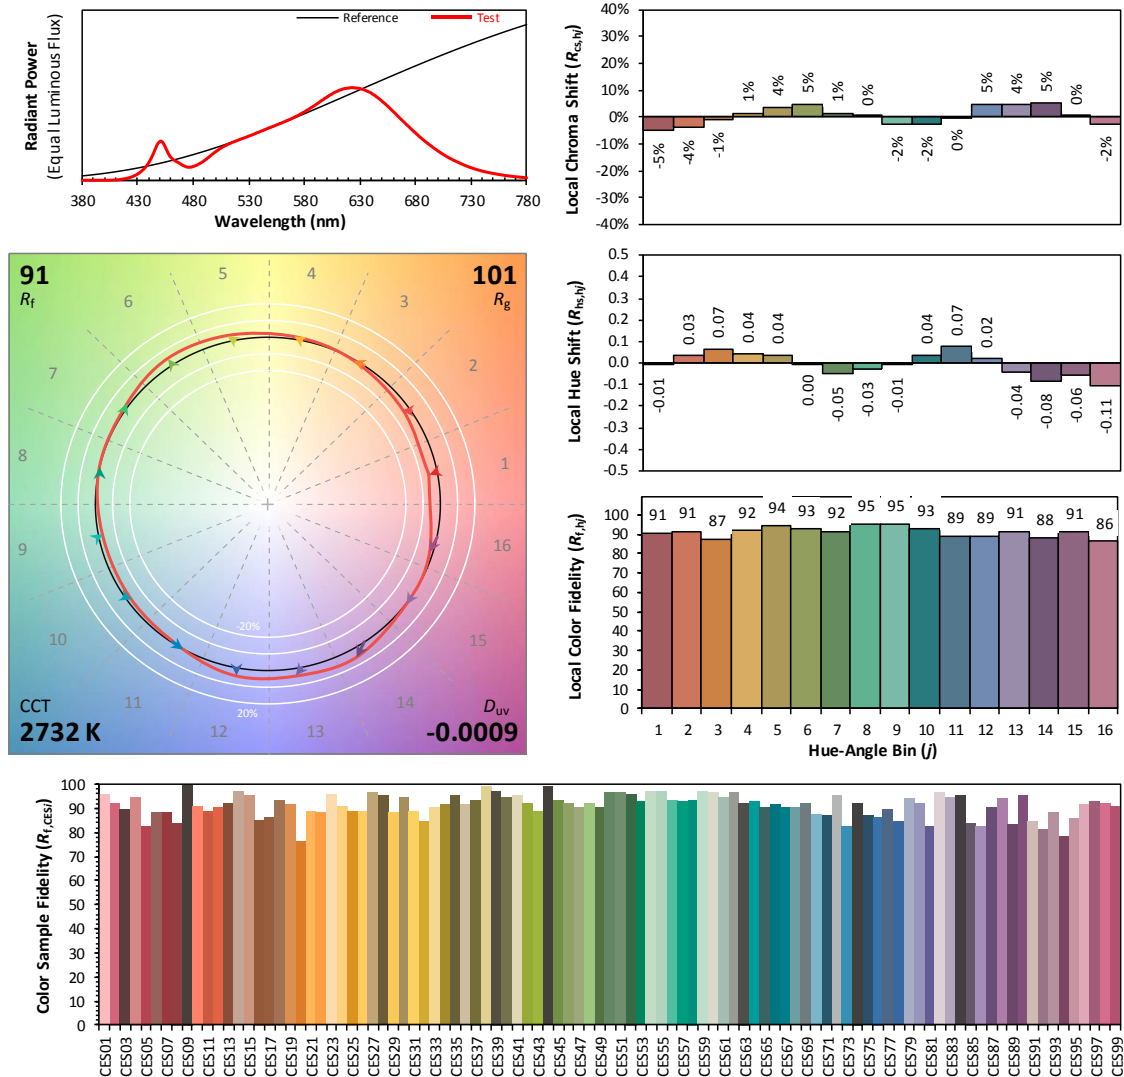 Radiant Power
(Equal Luminous Flux)
Reference
Test
380 430 480 530 580 630 680 730 780
Wavelength (nm)
Local Chroma Shift (Rcs,hj)
40%
30%
20%
10%
0%
-10%
-20%
-30%
-40%
-5% -4% -1% 1% 4% 5% 1% 0% -2% -2% 0% 5% 4% 5% 0% -2%
91
Rf
101
Rg
5 4
6 3
7 2
8 1
9 16
10 15
11 14
12 13
-20%
20%
CCT
2732 K
Duv
-0.0009
Local Hue Shift (Rhs,hj)
0.5
0.4
0.3
0.2
0.1
0.0
-0.1
-0.2
-0.3
-0.4
-0.5
-0.01 0.03 0.07 0.04 0.04 0.00 -0.05 -0.03 -0.01 0.04 0.07 0.02 -0.04 -0.08 -0.06 -0.11
Local Color Fidelity (Rf,hj)
100
90
80
70
60
50
40
30
20
10
0
91 91 87 92 94 93 92 95 95 93 89 89 91 88 91 86
1 2 3 4 5 6 7 8 9 10 11 12 13 14 15 16
Hue-Angle Bin (j)
Color Sample Fidelity (Rf,CESi)
100
90
80
70
60
50
40
30
20
10
0
CES01 CES03 CES05 CES07 CES09 CES11 CES13 CES15 CES17 CES19 CES21 CES23 CES25 CES27 CES29 CES31 CES33 CES35 CES37 CES39 CES41 CES43 CES45 CES47 CES49 CES51 CES53 CES55 CES57 CES59 CES61 CES63 CES65 CES67 CES69 CES71 CES73 CES75 CES77 CES79 CES81 CES83 CES85 CES87 CES89 CES91 CES93 CES95 CES97 CES99